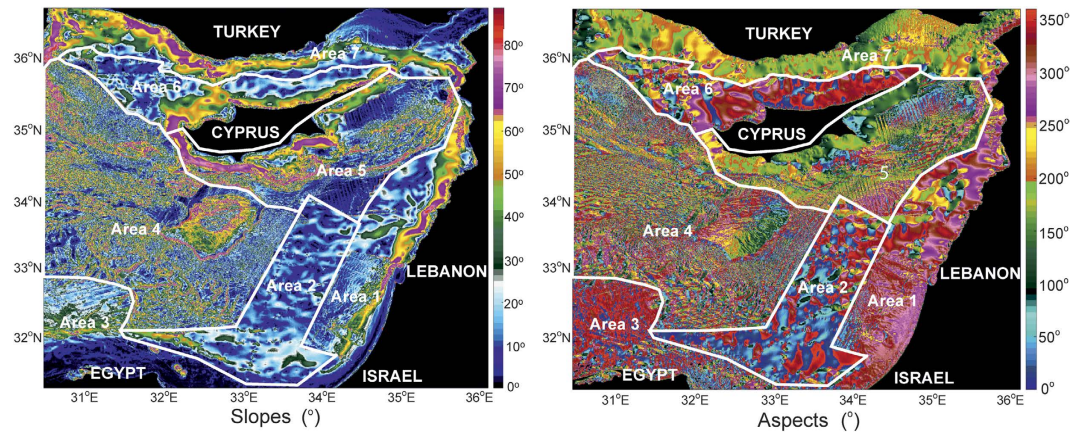 TURKEY
Area 7
36°N
Area 6
35°N
CYPRUS
Area 5
34°N
Area 4
33°N
LEBANON
Area 2
Area 1
Area 3
32°N
EGYPT
ISRAEL
31°E 32°E 33°E 34°E 35°E 36°E
Slopes (°)
80°
70°
60°
50°
40°
30°
20°
10°
0°
TURKEY
Area 7
36°N
Area 6
35°N
CYPRUS
5
34°N
Area 4
33°N
LEBANON
Area 2
Area 1
Area 3
32°N
EGYPT
ISRAEL
31°E 32°E 33°E 34°E 35°E 36°E
Aspects (°)
350°
300°
250°
200°
150°
100°
50°
0°